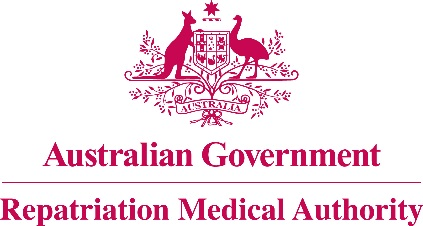 AUSTRALIA
Australian Government
Repatriation Medical Authority